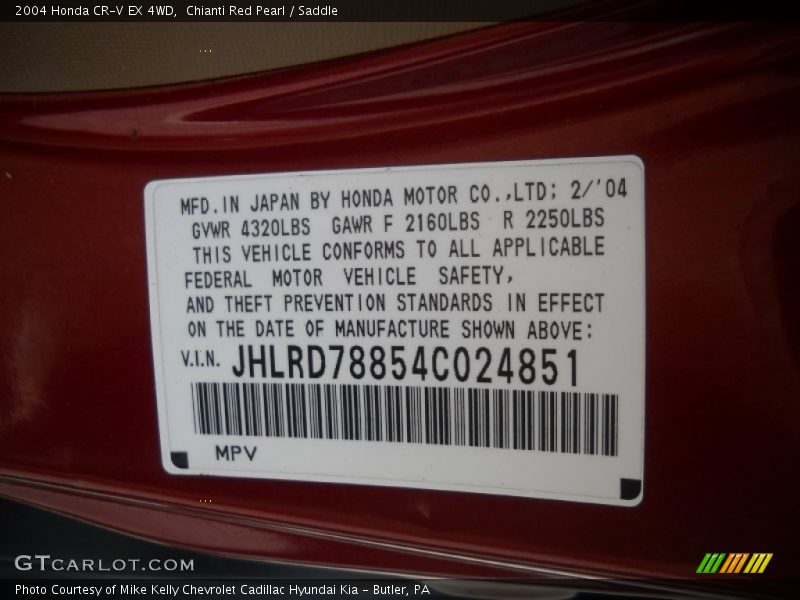 2004 Honda CR-V EX 4WD,  Chianti Red Pearl / Saddle
MFD.IN JAPAN BY HONDA MOTOR CO.,LTD; 2/'04
GVWR 4320LBS GAWR F 2160LBS R 2250LBS
THIS VEHICLE CONFORMS TO ALL APPLICABLE
FEDERAL MOTOR VEHICLE SAFETY,
AND THEFT PREVENTION STANDARDS IN EFFECT
ON THE DATE OF MANUFACTURE SHOWN ABOVE:
V.I.N. JHLRD78854C024851
MPV
GTCARLOT.COM
Photo Courtesy of Mike Kelly Chevrolet Cadillac Hyundai Kia - Butler, PA